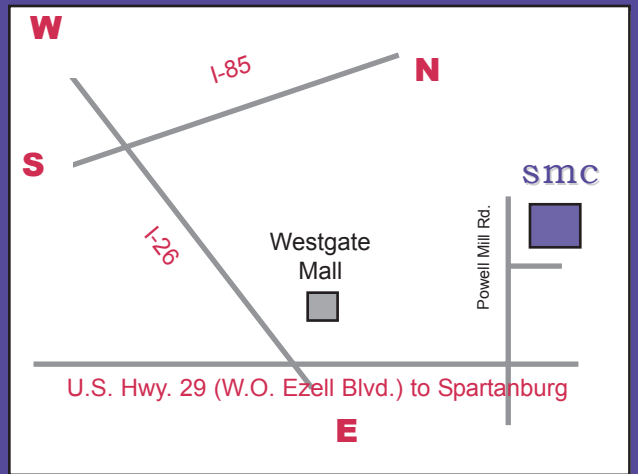 W
I-85
N
S
smc
I-26
Westgate
Mall
Powell Mill Rd.
U.S. Hwy. 29 (W.O. Ezell Blvd.) to Spartanburg
E